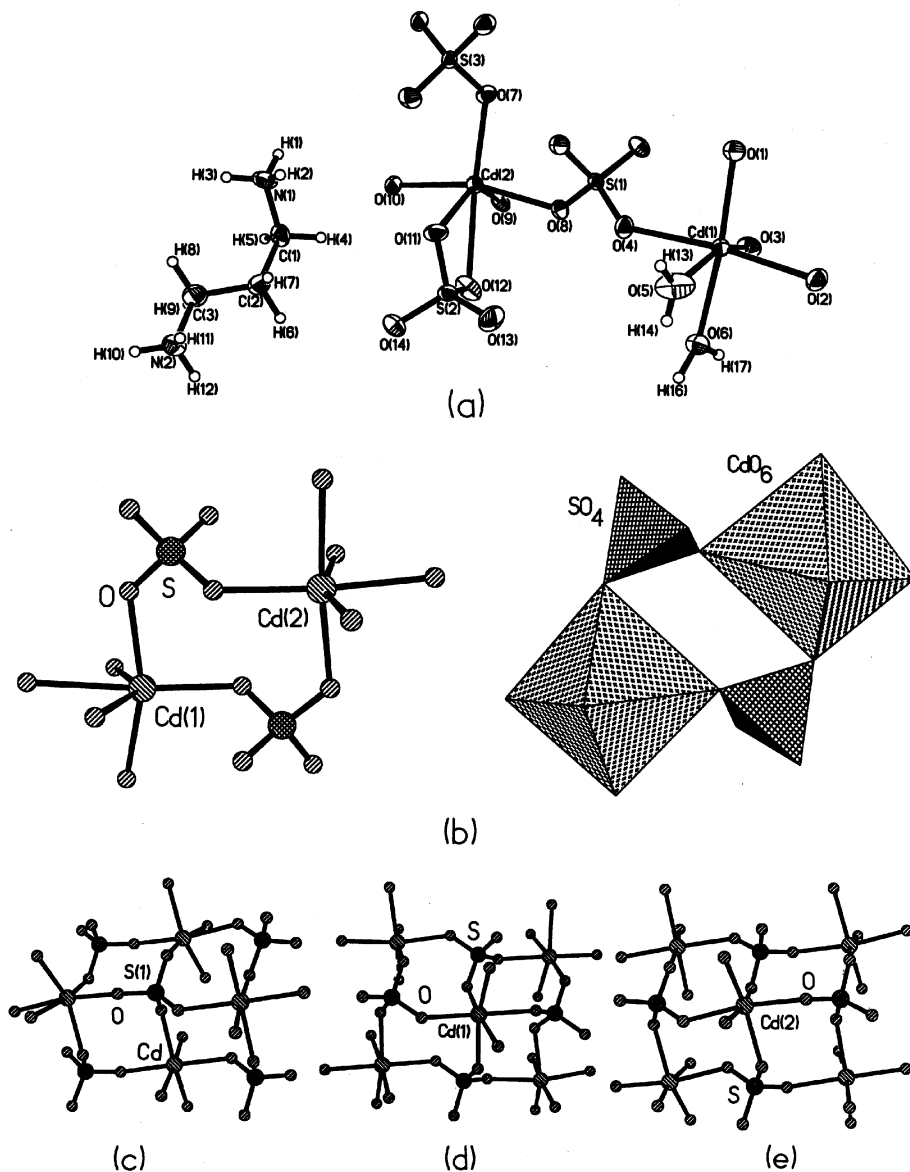 S(3)
O(7)
H(1)
H(3)
H(2)
N(1)
O(1)
Cd(2)
S(1)
O(10)
O(9)
O(8)
O(4)
Cd(1)
O(3)
H(5)
H(4)
C(1)
O(11)
H(8)
H(7)
H(13)
O(12)
O(5)
O(2)
H(9)
C(3)
C(2)
S(2)
H(6)
O(14)
O(13)
H(14)
O(6)
H(11)
H(10)
N(2)
H(17)
H(12)
H(16)
(a)
CdO6
SO4
O
S
Cd(2)
Cd(1)
(b)
S(1)
O
Cd
S
O
Cd(1)
O
Cd(2)
S
(c)
(d)
(e)